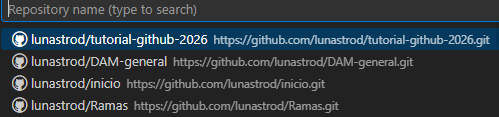 Repository name (type to search)
lunastrod/tutorial-github-2026 https://github.com/lunastrod/tutorial-github-2026.git
lunastrod/DAM-general https://github.com/lunastrod/DAM-general.git
lunastrod/inicio https://github.com/lunastrod/inicio.git
lunastrod/Ramas https://github.com/lunastrod/Ramas.git